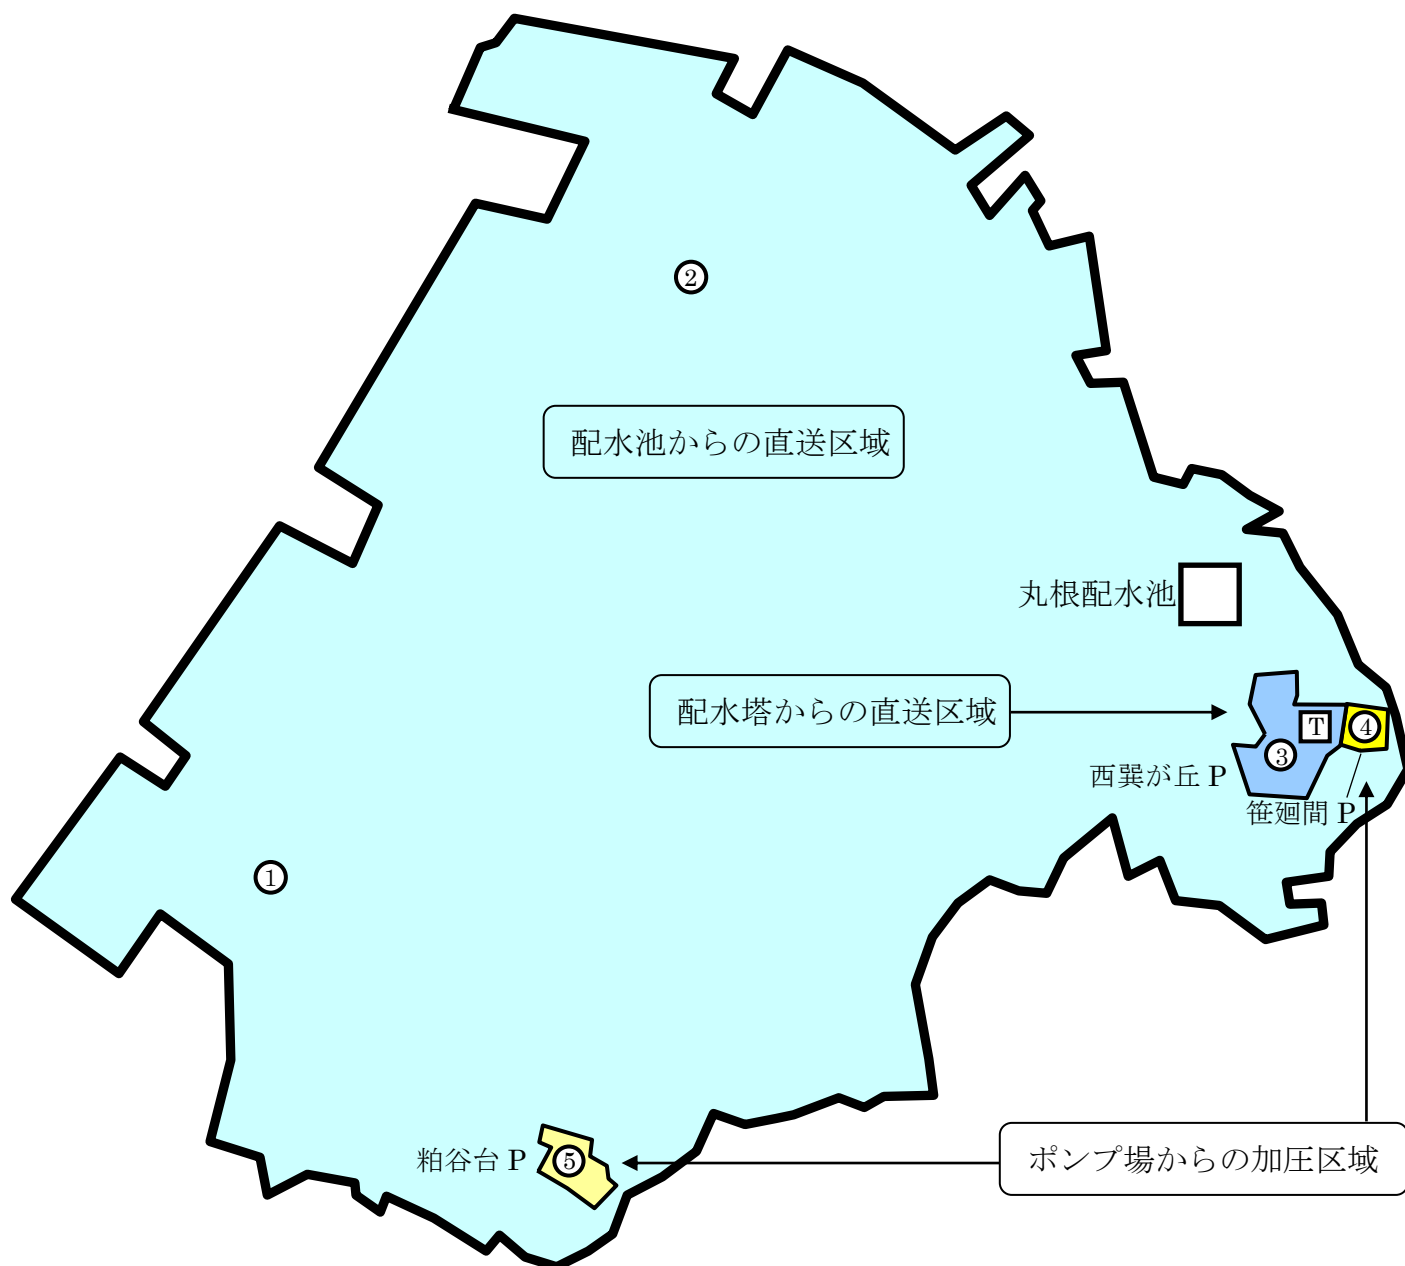 ②
配水池からの直送区域
丸根配水池
配水塔からの直送区域
T
④
③
西巽が丘 P
笹廻間 P
①
粕谷台 P
⑤
ポンプ場からの加圧区域